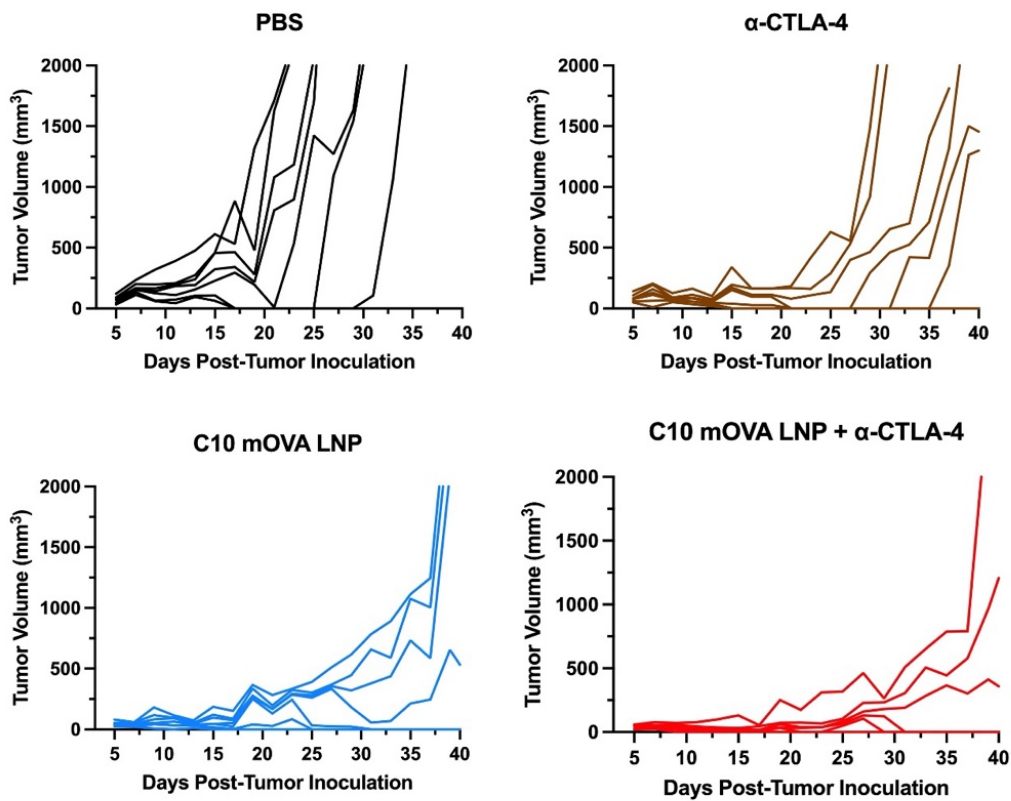 PBS
2000
1500
1000
500
0
Tumor Volume (mm³)
5 10 15 20 25 30 35 40
Days Post-Tumor Inoculation
α-CTLA-4
2000
1500
1000
500
0
Tumor Volume (mm³)
5 10 15 20 25 30 35 40
Days Post-Tumor Inoculation
C10 mOVA LNP
2000
1500
1000
500
0
Tumor Volume (mm³)
5 10 15 20 25 30 35 40
Days Post-Tumor Inoculation
C10 mOVA LNP + α-CTLA-4
2000
1500
1000
500
0
Tumor Volume (mm³)
5 10 15 20 25 30 35 40
Days Post-Tumor Inoculation